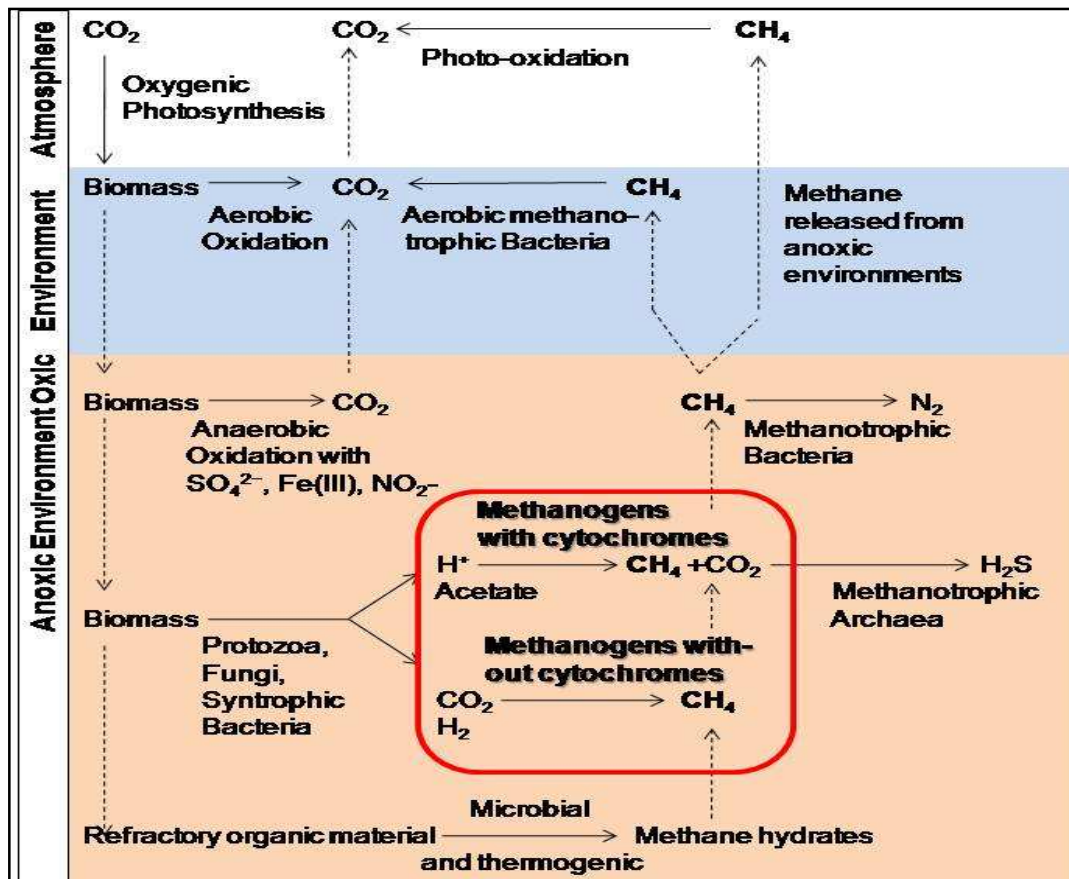 Atmosphere
CO₂
CO₂
CH₄
Photo-oxidation
Oxygenic
Photosynthesis
Environment
Biomass
CO₂
CH₄
Aerobic
Oxidation
Aerobic methano-
trophic Bacteria
Methane
released from
anoxic
environments
Anoxic Environment Oxic
Biomass
CO₂
CH₄
N₂
Anaerobic
Oxidation with
SO₄²⁻, Fe(III), NO₂-
Methanotrophic
Bacteria
Methanogens
with cytochromes
H⁺
CH₄ +CO₂
H₂S
Acetate
Methanotrophic
Archaea
Biomass
Protozoa,
Fungi,
Syntrophic
Bacteria
Methanogens with-
out cytochromes
CO₂
CH₄
H₂
Microbial
Refractory organic material
Methane hydrates
and thermogenic